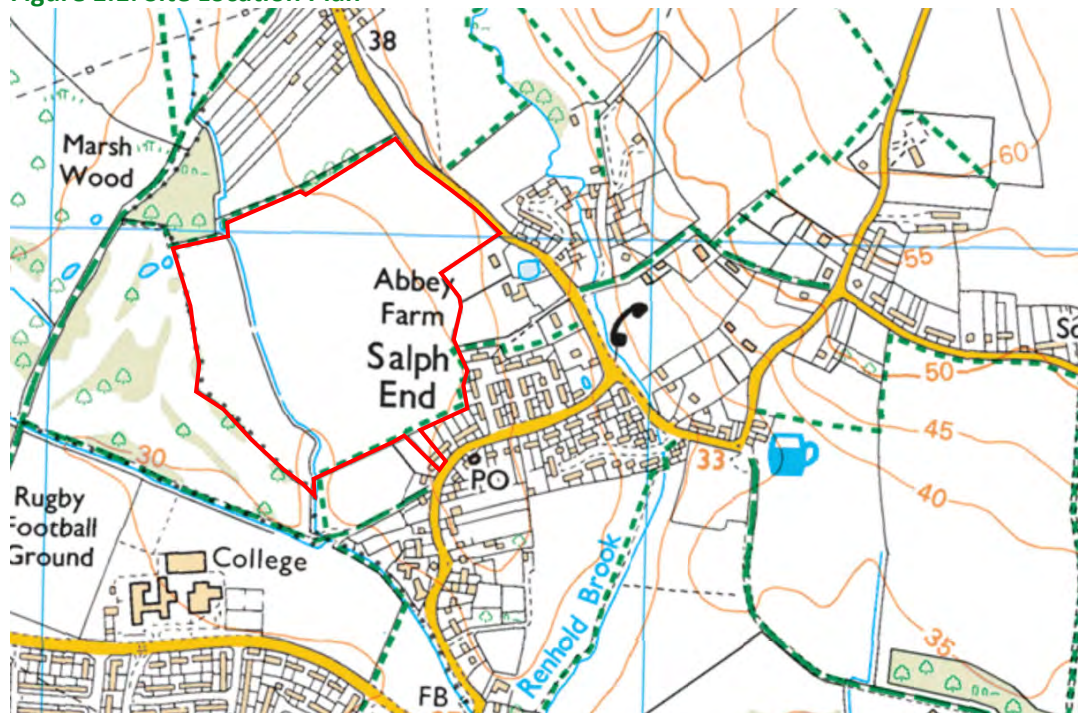 38
Marsh
Wood
60
55
Abbey
Farm
Salph
End
50
45
30
33
PO
40
Rugby
Football
Ground
College
Renhold Brook
35
FB